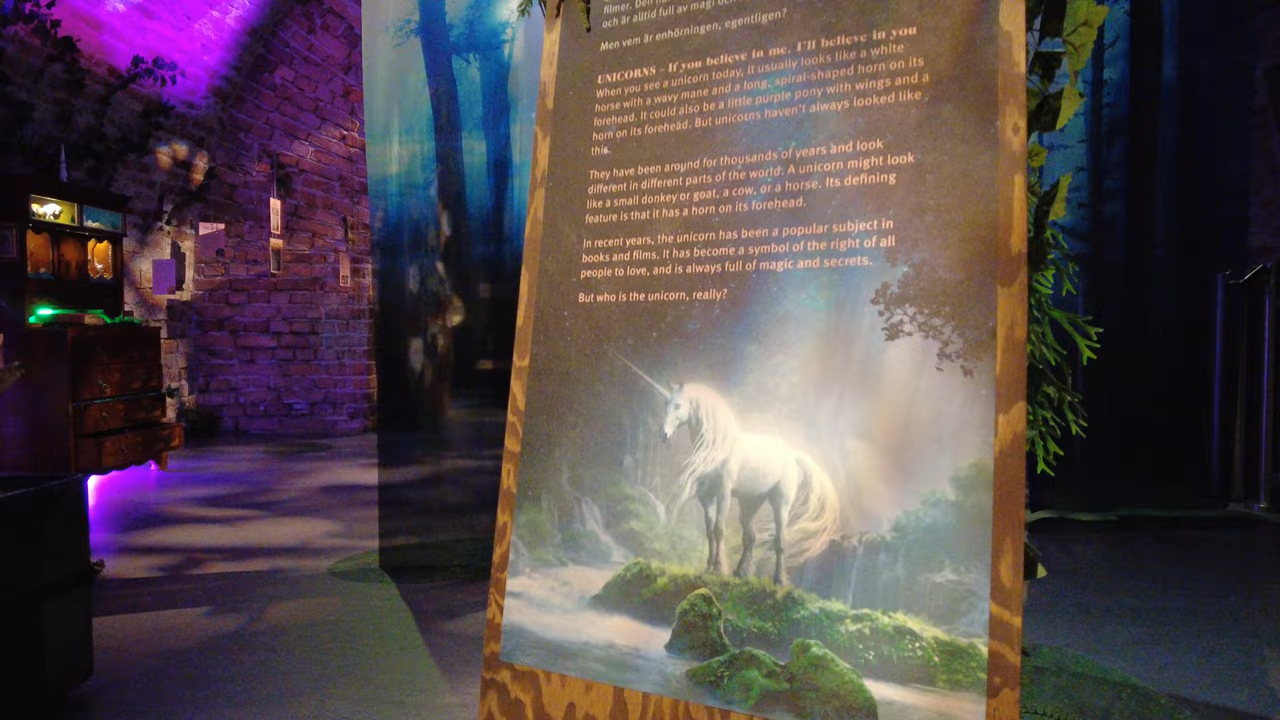 filmer. Den
och är alltid full av magi och
Men vem är enhörningen, egentligen?
UNICORNS – If you believe in me, I'll believe in you
When you see a unicorn today, it usually looks like a white
horse with a wavy mane and a long, spiral-shaped horn on its
forehead. It could also be a little purple pony with wings and a
horn on its forehead. But unicorns haven't always looked like
this.
They have been around for thousands of years and look
different in different parts of the world. A unicorn might look
like a small donkey or goat, a cow, or a horse. Its defining
feature is that it has a horn on its forehead.
In recent years, the unicorn has been a popular subject in
books and films. It has become a symbol of the right of all
people to love, and is always full of magic and secrets.
But who is the unicorn, really?